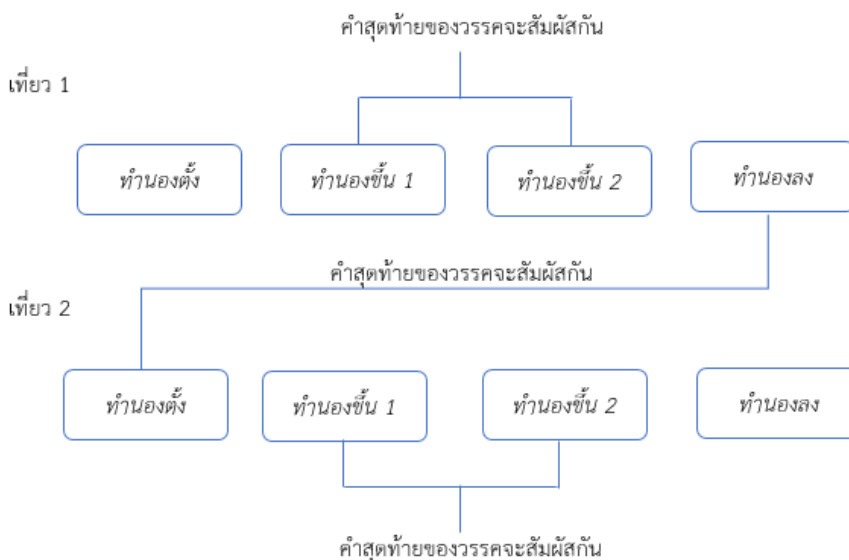 คำสุดท้ายของวรรคจะสัมผัสกัน
เที่ยว 1
ทำนองตั้ง ทำนองขึ้น 1 ทำนองขึ้น 2 ทำนองลง
คำสุดท้ายของวรรคจะสัมผัสกัน
เที่ยว 2
ทำนองตั้ง ทำนองขึ้น 1 ทำนองขึ้น 2 ทำนองลง
คำสุดท้ายของวรรคจะสัมผัสกัน